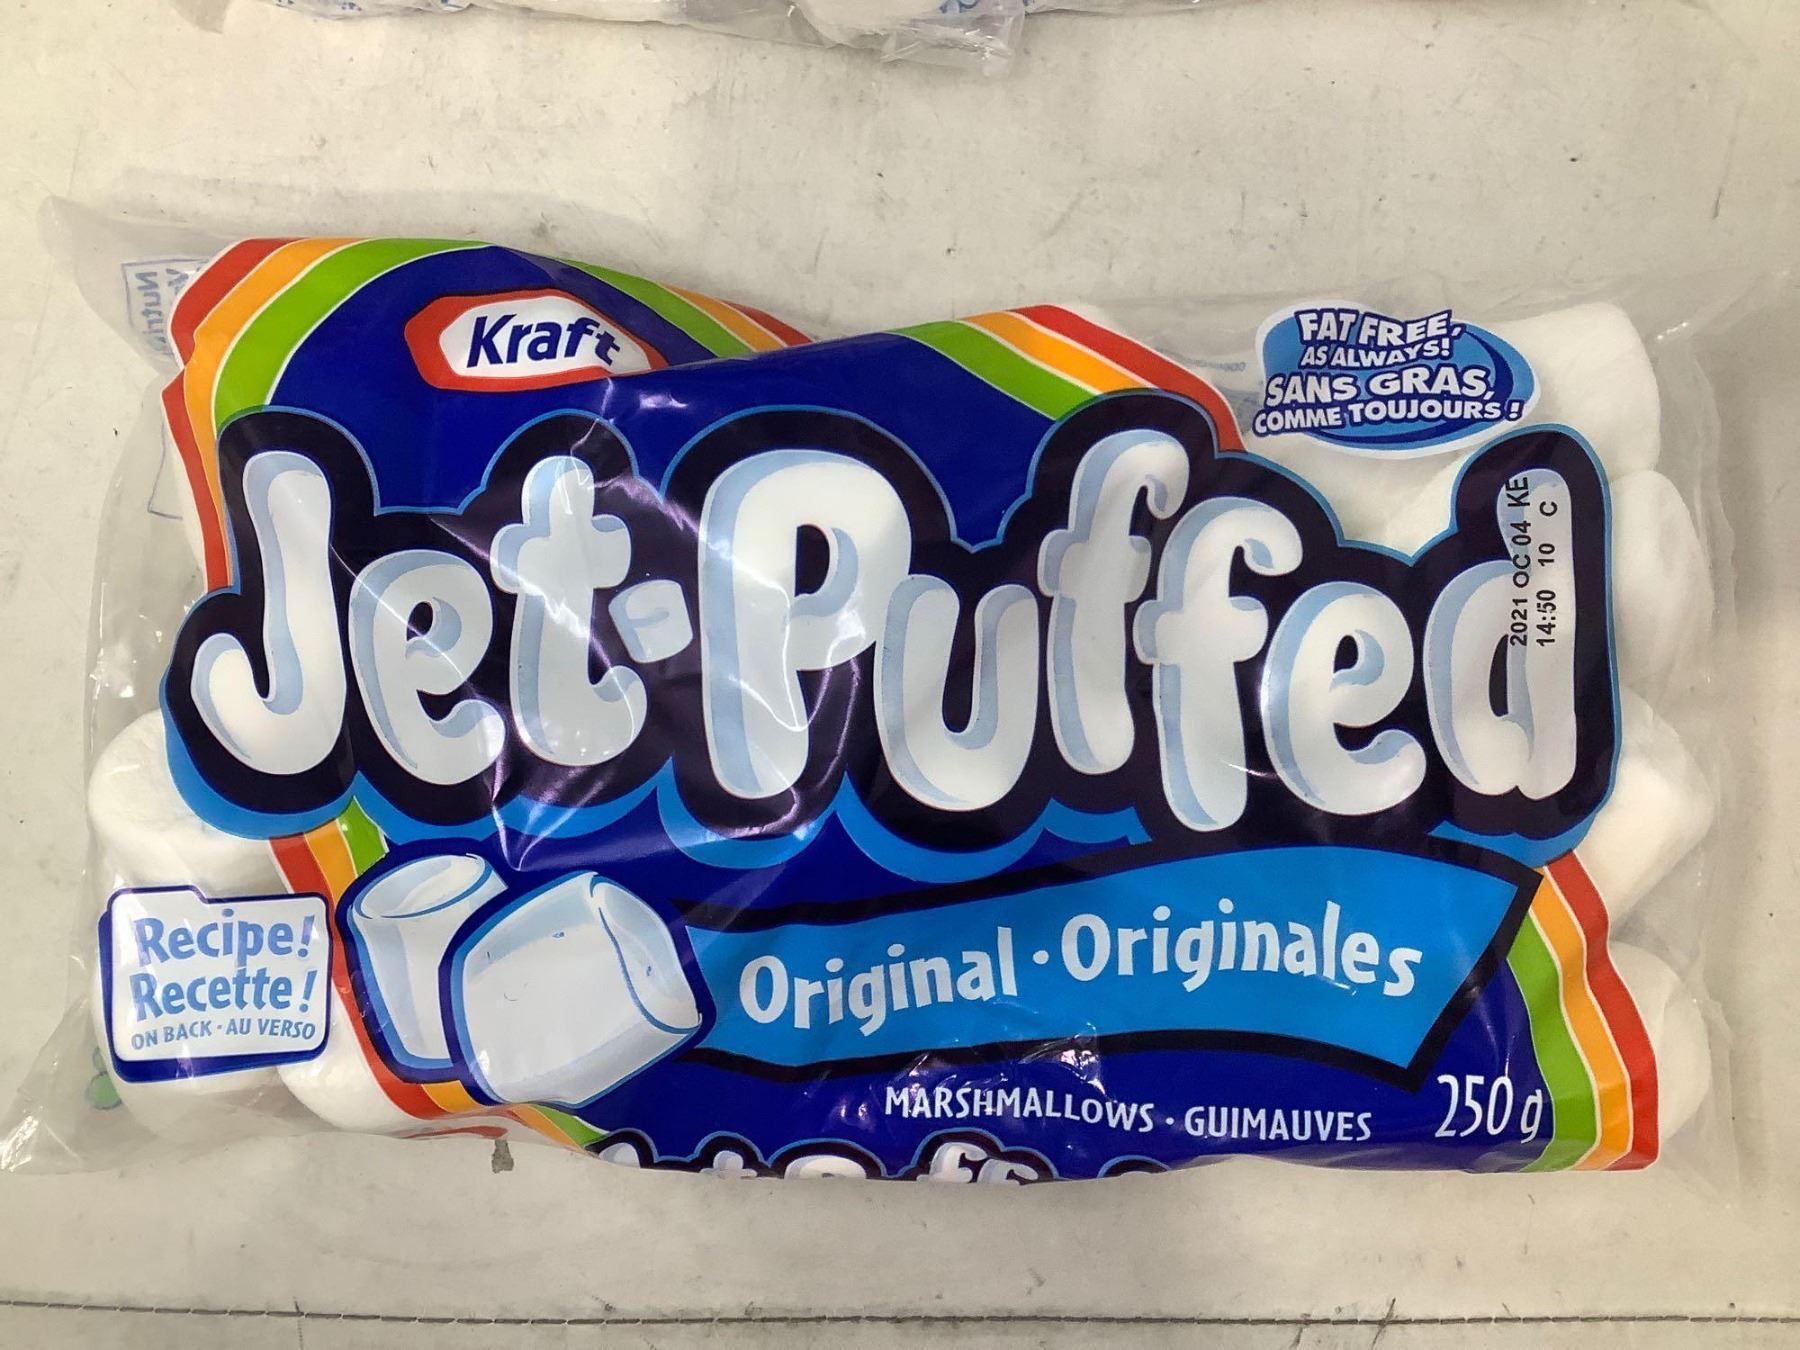 Kraft
FAT FREE,
AS ALWAYS!
SANS GRAS,
COMME TOUJOURS!
Jet-Puffed
2021 OC 04 KE
14:50 10 C
Recipe!
Recette!
ON BACK • AU VERSO
Original • Originales
MARSHMALLOWS • GUIMAUVES 250 g